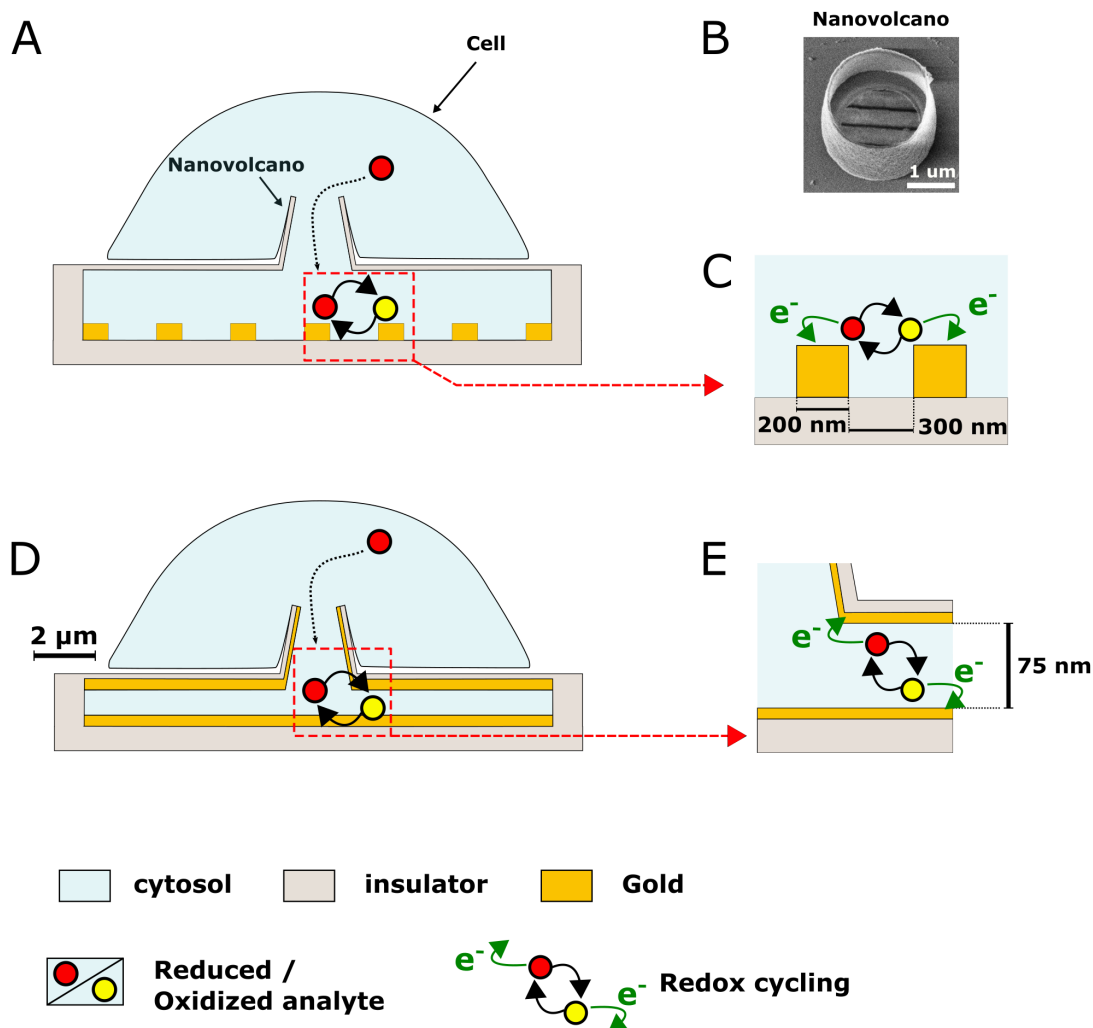 A
Cell
Nanovolcano
B
Nanovolcano
1 um
C
e-
e-
200 nm
300 nm
D
2 µm
E
e-
e-
75 nm
cytosol
insulator
Gold
Reduced /
Oxidized analyte
e-
e-
Redox cycling